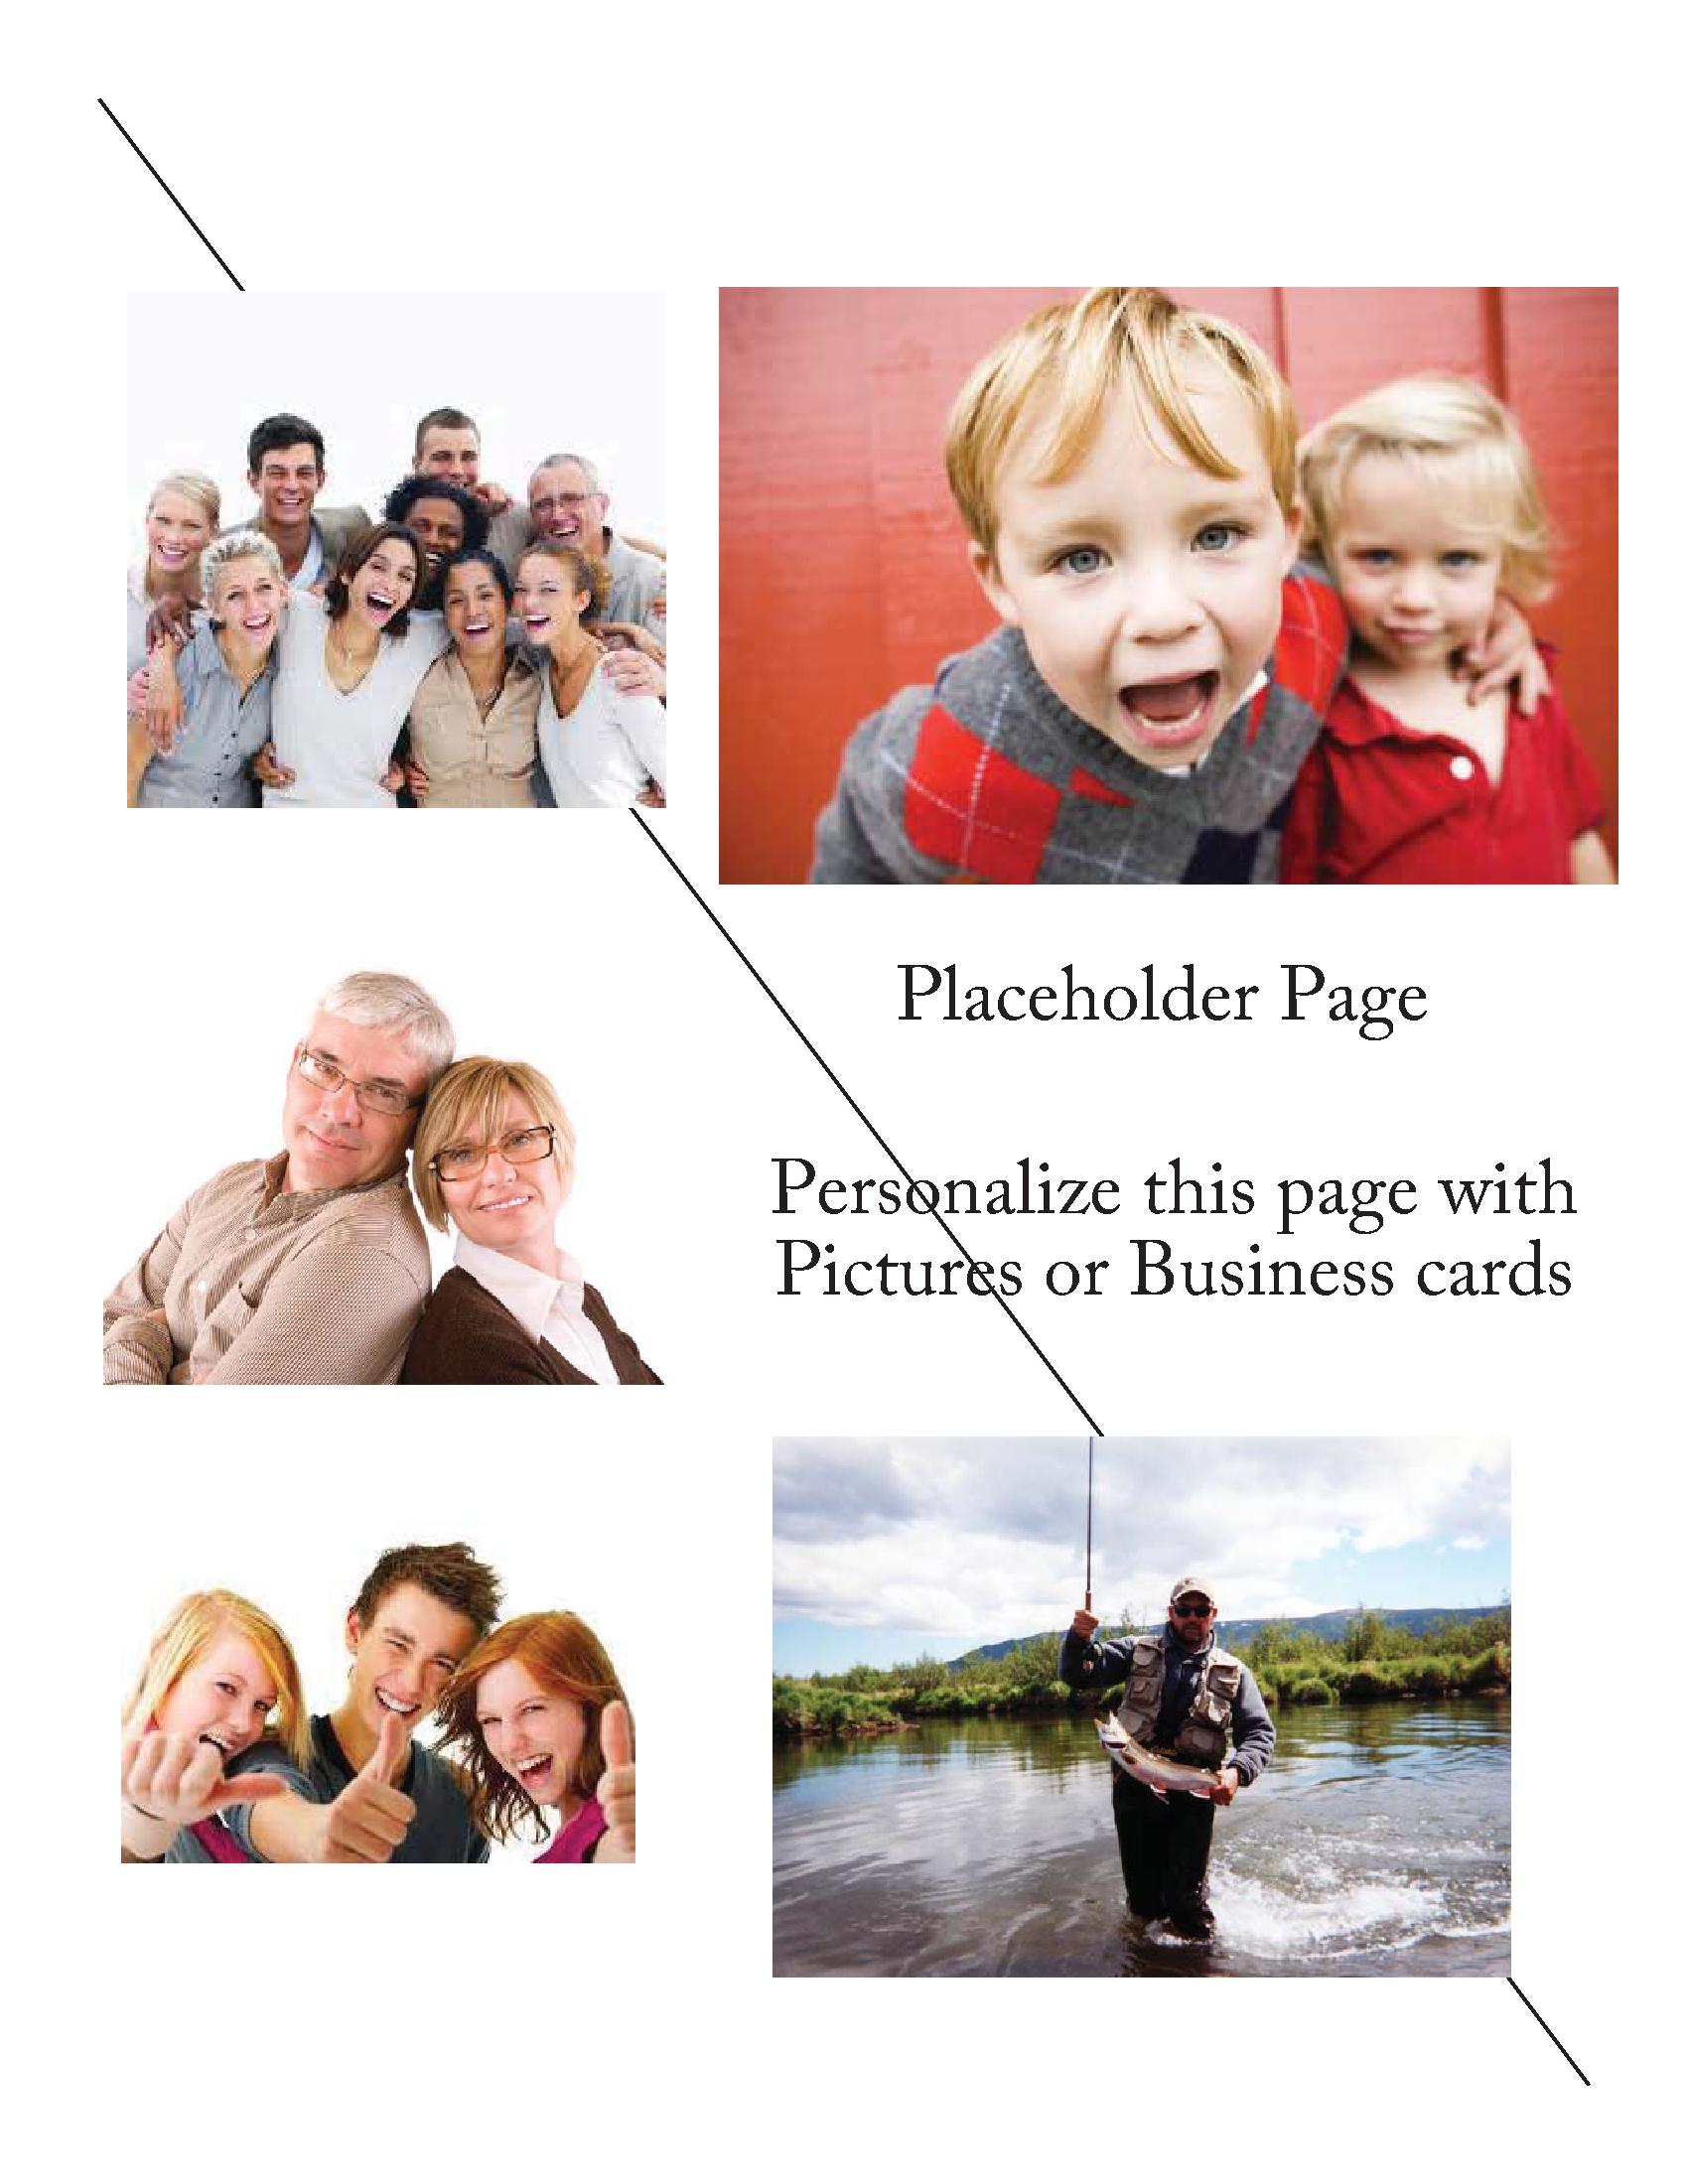 Placeholder Page
Personalize this page with
Pictures or Business cards